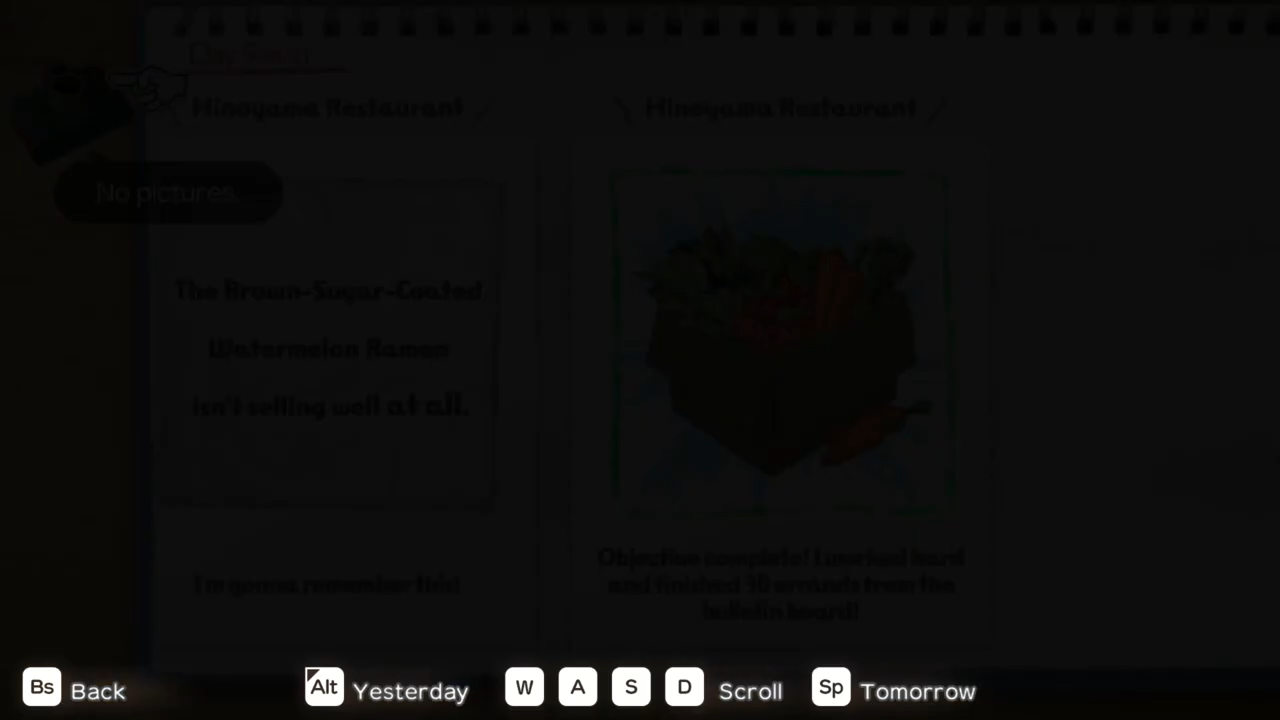 Hinoyama Restaurant
Hinoyama Restaurant
No pictures.
The Brown-Sugar-Coated
Watermelon Ramen
isn't selling well at all.
I'm gonna remember this!
Objective complete! I worked hard
and finished 10 errands from the
bulletin board!
Bs Back
Alt Yesterday
W A S D Scroll
Sp Tomorrow